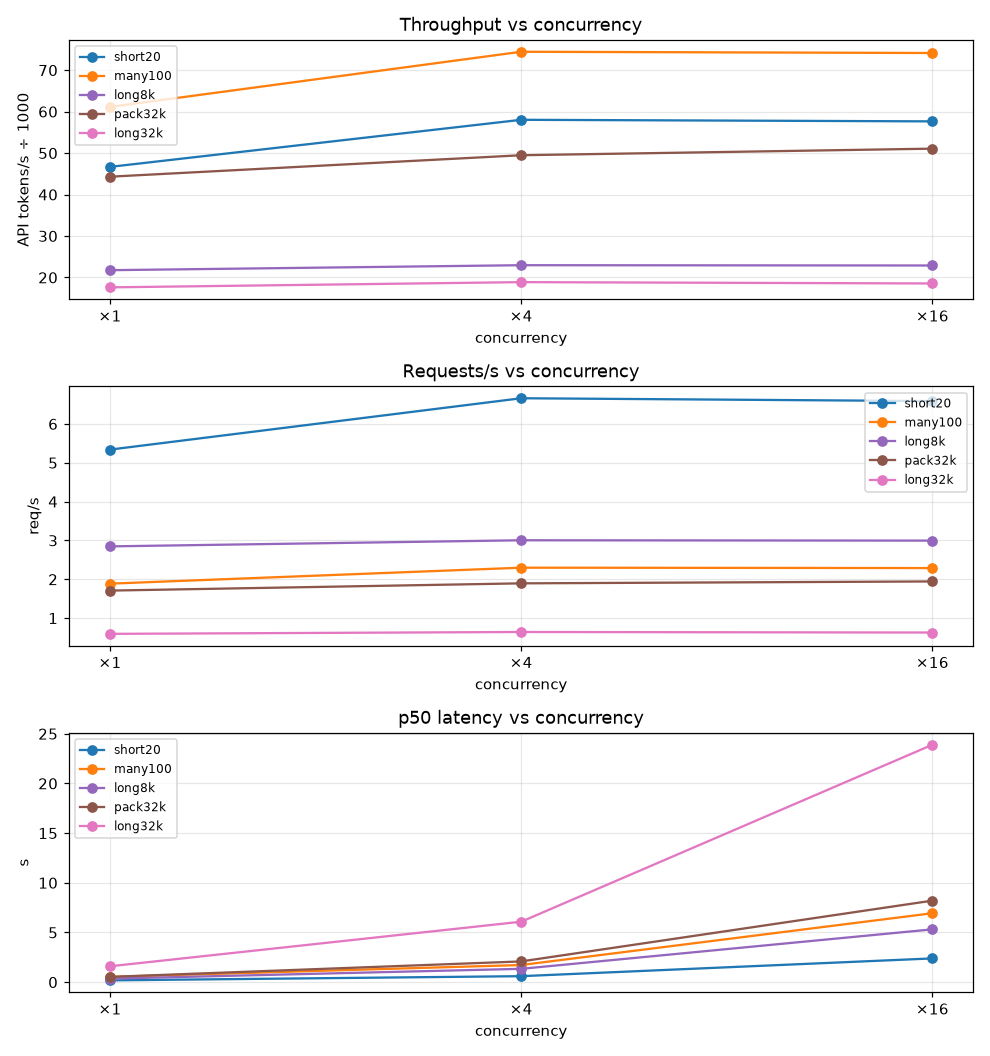 Throughput vs concurrency
short20
many100
long8k
pack32k
long32k
API tokens/s ÷ 1000
70
60
50
40
30
20
×1
×4
×16
concurrency
Requests/s vs concurrency
short20
many100
long8k
pack32k
long32k
req/s
6
5
4
3
2
1
×1
×4
×16
concurrency
p50 latency vs concurrency
short20
many100
long8k
pack32k
long32k
s
25
20
15
10
5
0
×1
×4
×16
concurrency